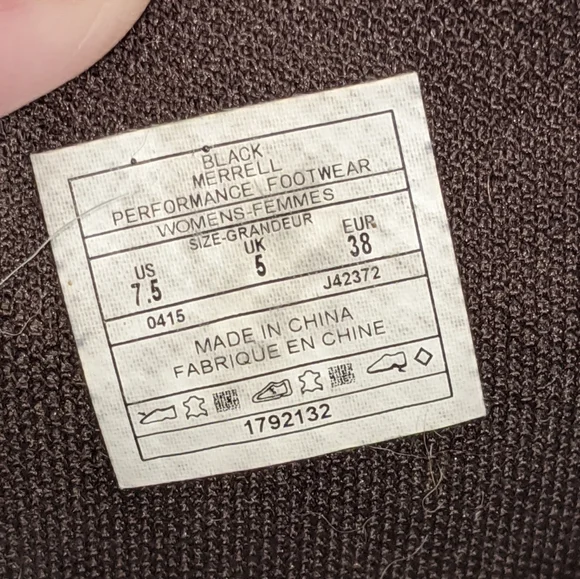 BLACK
MERRELL
PERFORMANCE FOOTWEAR
WOMENS-FEMMES
SIZE-GRANDEUR
US UK EUR
7.5 5 38
0415 J42372
MADE IN CHINA
FABRIQUE EN CHINE
1792132